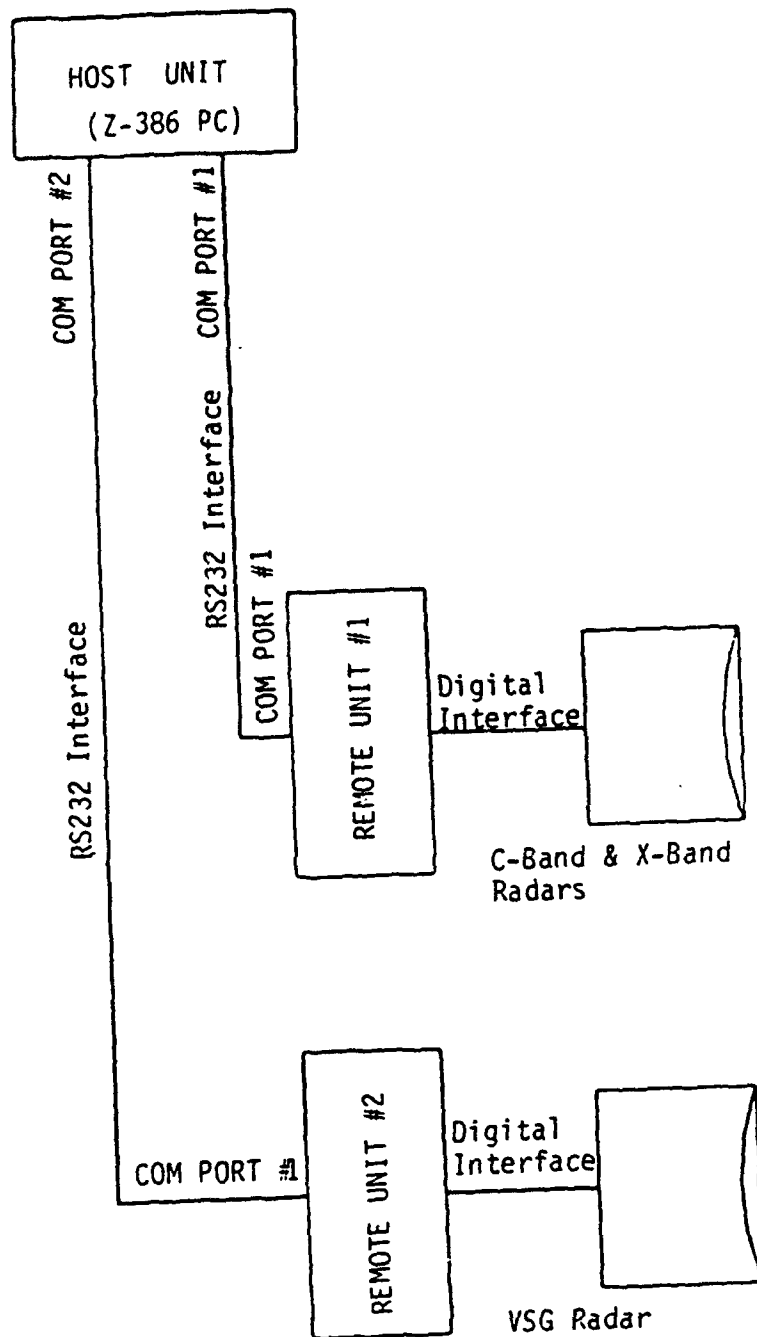 HOST UNIT
(Z-386 PC)
COM PORT #2
COM PORT #1
RS232 Interface
COM PORT #1
REMOTE UNIT #1
Digital
Interface
C-Band & X-Band
Radars
RS232 Interface
COM PORT #1
REMOTE UNIT #2
Digital
Interface
VSG Radar